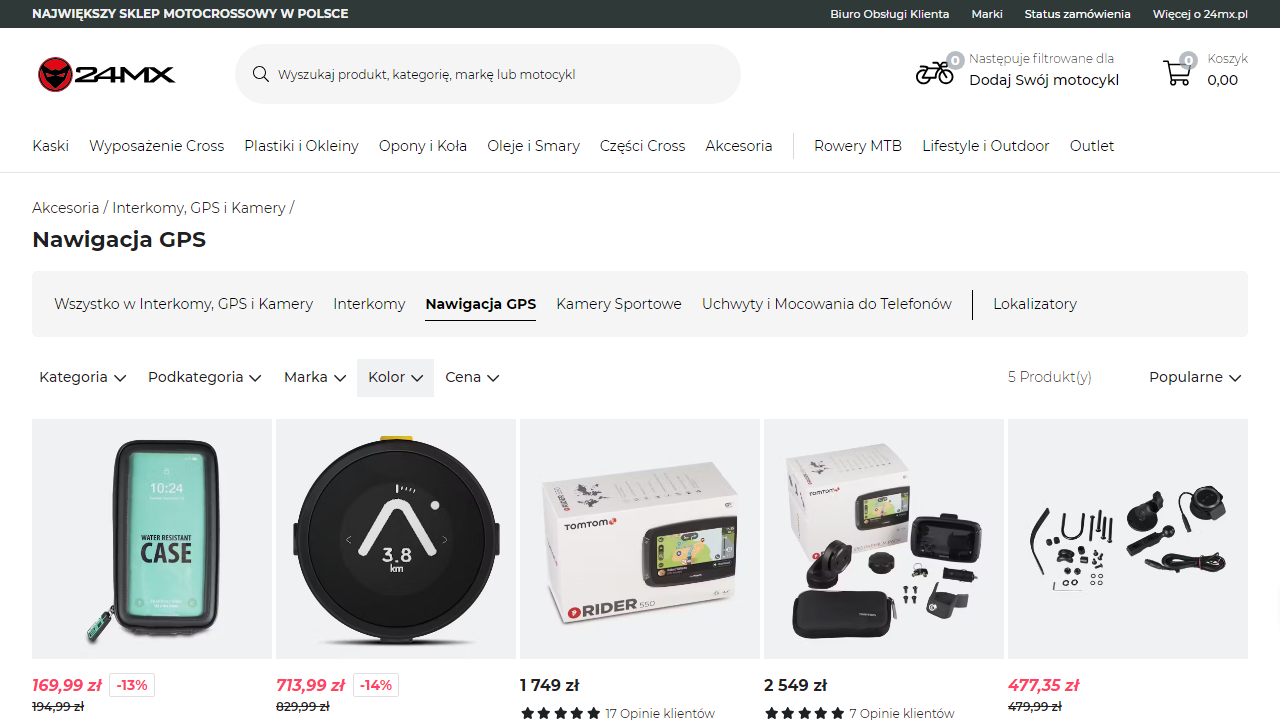 NAJWIĘKSZY SKLEP MOTOCROSSOWY W POLSCE
Biuro Obsługi Klienta Marki Status zamówienia Więcej o 24mx.pl
24MX
Wyszukaj produkt, kategorię, markę lub motocykl
0
Następuje filtrowane dla
Dodaj Swój motocykl
0
Koszyk
0,00
Kaski Wyposażenie Cross Plastiki i Okleiny Opony i Koła Oleje i Smary Części Cross Akcesoria Rowery MTB Lifestyle i Outdoor Outlet
Akcesoria / Interkomy, GPS i Kamery /
Nawigacja GPS
Wszystko w Interkomy, GPS i Kamery Interkomy Nawigacja GPS Kamery Sportowe Uchwyty i Mocowania do Telefonów Lokalizatory
Kategoria Podkategoria Marka Kolor Cena 5 Produkt(y) Popularne
10:24
WATER RESISTANT
CASE
3.8
km
TOMTOM
RIDER 550
TOMTOM
169,99 zł -13%
194,99 zł
713,99 zł -14%
829,99 zł
1 749 zł
17 Opinie klientów
2 549 zł
7 Opinie klientów
477,35 zł
479,99 zł